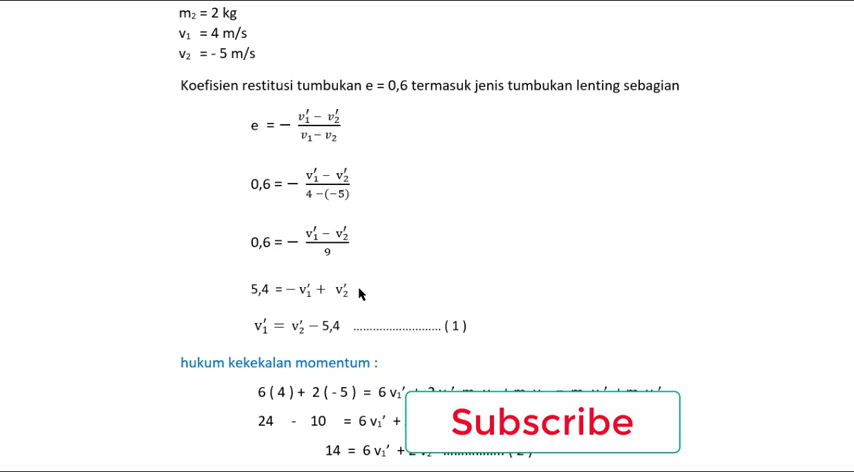 m₂ = 2 kg
v₁ = 4 m/s
v₂ = - 5 m/s
Koefisien restitusi tumbukan e = 0,6 termasuk jenis tumbukan lenting sebagian
e = − (v₁′ − v₂′)/(v₁ − v₂)
0,6 = − (v₁′ − v₂′)/(4 −(−5))
0,6 = − (v₁′ − v₂′)/9
5,4 = − v₁′ + v₂′
v₁′ = v₂′ − 5,4 ........................... ( 1 )
hukum kekekalan momentum :
6 ( 4 ) + 2 ( - 5 ) = 6 v₁′
24 - 10 = 6 v₁′ +
14 = 6 v₁′ +
Subscribe